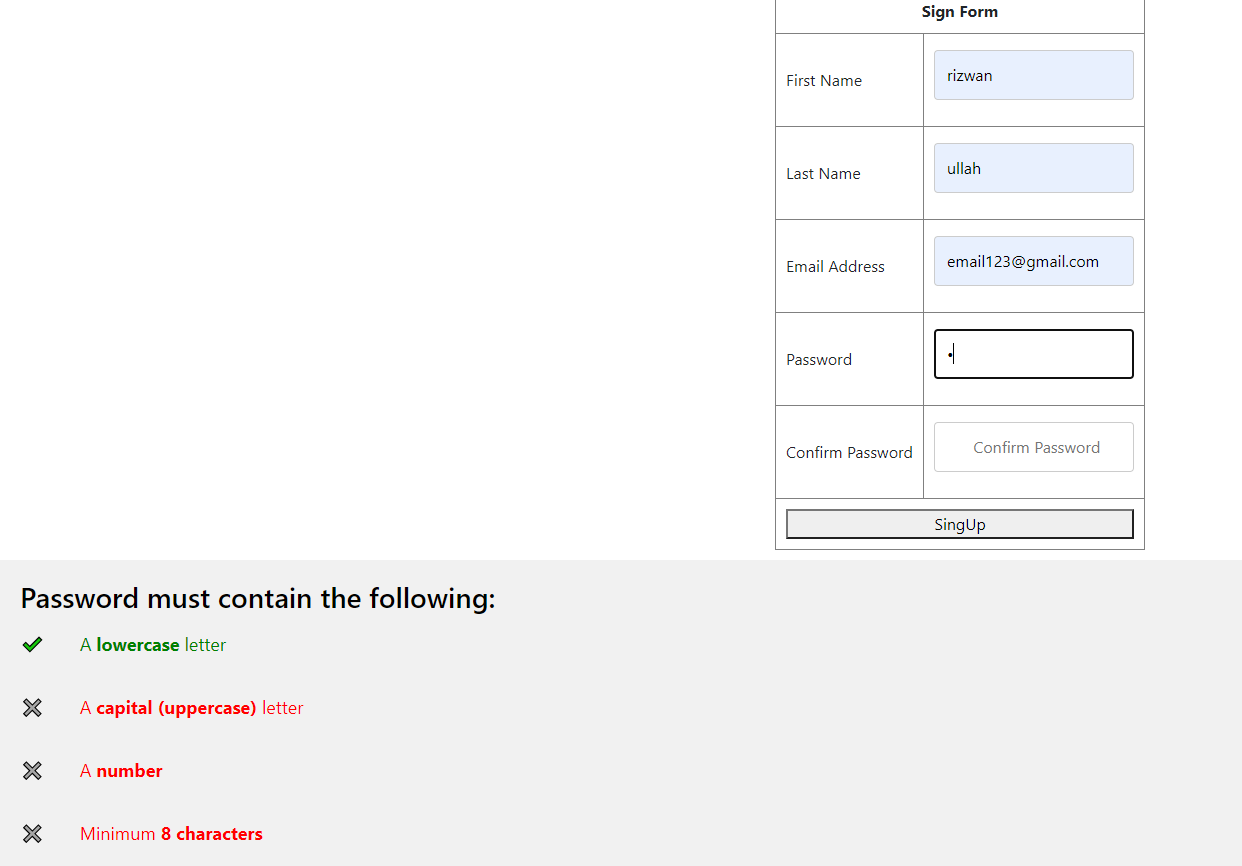 Sign Form
First Name
rizwan
Last Name
ullah
Email Address
email123@gmail.com
Password
•
Confirm Password
Confirm Password
SingUp
Password must contain the following:
A lowercase letter
A capital (uppercase) letter
A number
Minimum 8 characters